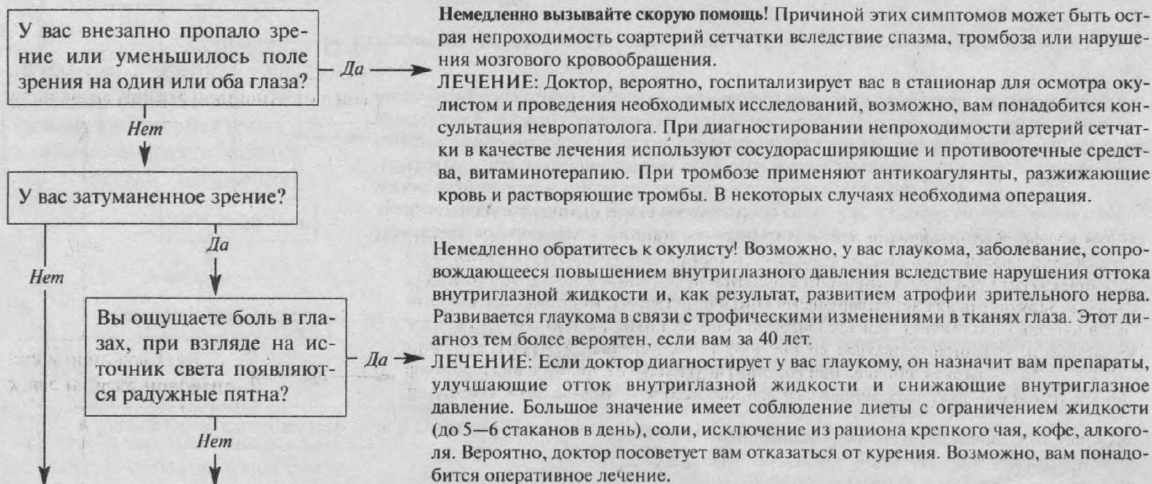 У вас внезапно пропало зре-
ние или уменьшилось поле
зрения на один или оба глаза?
Да
Немедленно вызывайте скорую помощь! Причиной этих симптомов может быть ост-
рая непроходимость соартерий сетчатки вследствие спазма, тромбоза или наруше-
ния мозгового кровообращения.
ЛЕЧЕНИЕ: Доктор, вероятно, госпитализирует вас в стационар для осмотра оку-
листом и проведения необходимых исследований, возможно, вам понадобится кон-
сультация невропатолога. При диагностировании непроходимости артерий сетчат-
ки в качестве лечения используют сосудорасширяющие и противоотечные средст-
ва, витаминотерапию. При тромбозе применяют антикоагулянты, разжижающие
кровь и растворяющие тромбы. В некоторых случаях необходима операция.
Нет
У вас затуманенное зрение?
Нет
Да
Вы ощущаете боль в гла-
зах, при взгляде на ис-
точник света появляют-
ся радужные пятна?
Да
Немедленно обратитесь к окулисту! Возможно, у вас глаукома, заболевание, сопро-
вождающееся повышением внутриглазного давления вследствие нарушения оттока
внутриглазной жидкости и, как результат, развитием атрофии зрительного нерва.
Развивается глаукома в связи с трофическими изменениями в тканях глаза. Этот ди-
агноз тем более вероятен, если вам за 40 лет.
ЛЕЧЕНИЕ: Если доктор диагностирует у вас глаукому, он назначит вам препараты,
улучшающие отток внутриглазной жидкости и снижающие внутриглазное
давление. Большое значение имеет соблюдение диеты с ограничением жидкости
(до 5—6 стаканов в день), соли, исключение из рациона крепкого чая, кофе, алкого-
ля. Вероятно, доктор посоветует вам отказаться от курения. Возможно, вам понадо-
бится оперативное лечение.
Нет